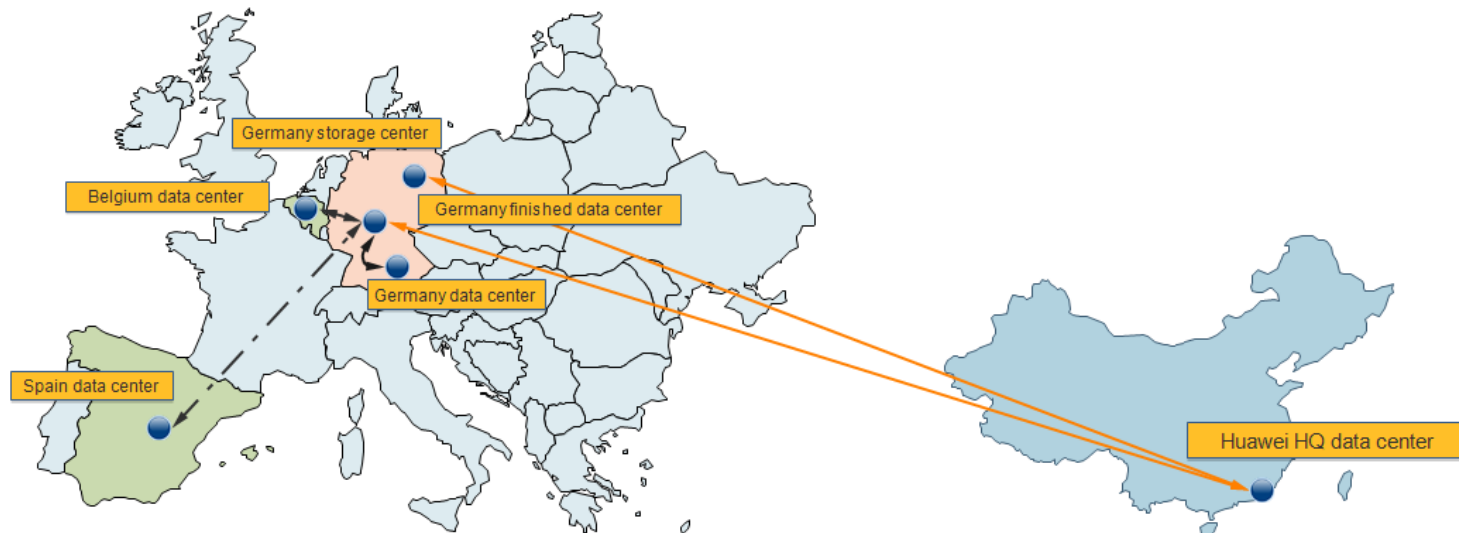 Germany storage center
Belgium data center
Germany finished data center
Germany data center
Spain data center
Huawei HQ data center